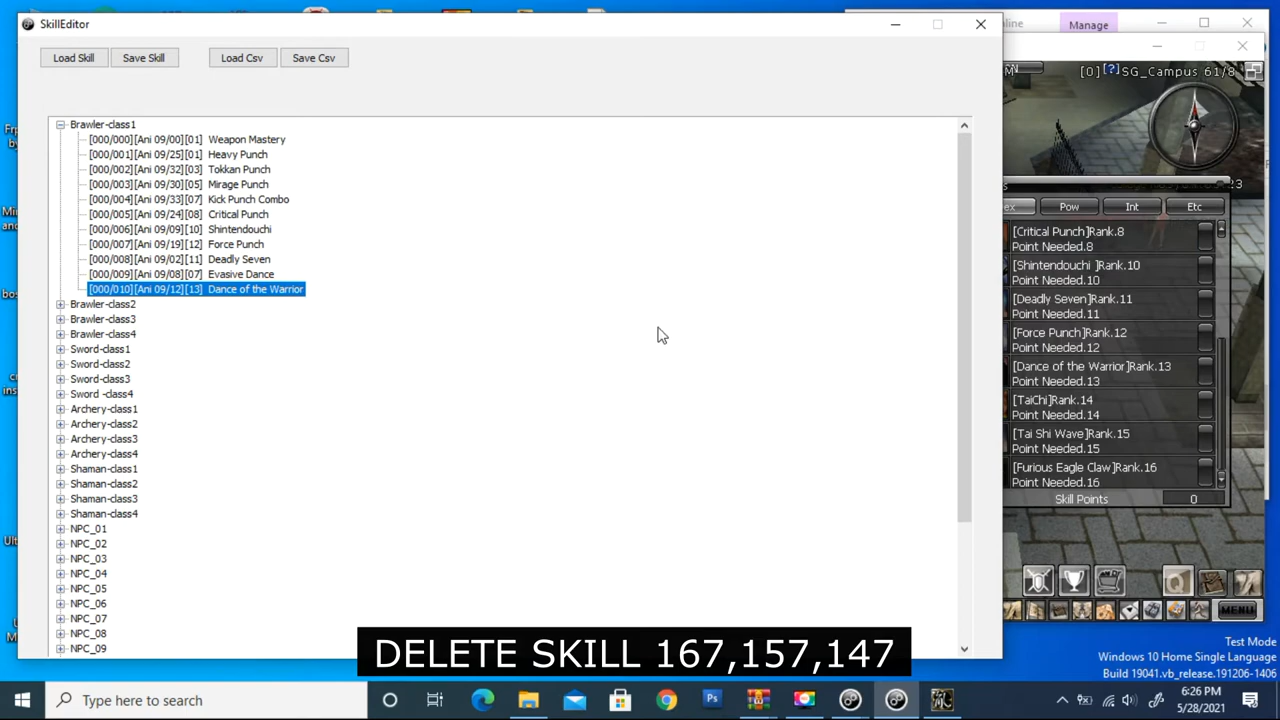 SkillEditor
Load Skill
Save Skill
Load Csv
Save Csv
Brawler-class1
[000/000][Ani 09/00][01] Weapon Mastery
[000/001][Ani 09/25][01] Heavy Punch
[000/002][Ani 09/32][03] Tokkan Punch
[000/003][Ani 09/30][05] Mirage Punch
[000/004][Ani 09/33][07] Kick Punch Combo
[000/005][Ani 09/24][08] Critical Punch
[000/006][Ani 09/09][10] Shintendouchi
[000/007][Ani 09/19][12] Force Punch
[000/008][Ani 09/02][11] Deadly Seven
[000/009][Ani 09/08][07] Evasive Dance
[000/010][Ani 09/12][13] Dance of the Warrior
Brawler-class2
Brawler-class3
Brawler-class4
Sword-class1
Sword-class2
Sword-class3
Sword -class4
Archery-class1
Archery-class2
Archery-class3
Archery-class4
Shaman-class1
Shaman-class2
Shaman-class3
Shaman-class4
NPC_01
NPC_02
NPC_03
NPC_04
NPC_05
NPC_06
NPC_07
NPC_08
NPC_09
Manage
[0][?]SG_Campus 61/8
Pow
Int
Etc
[Critical Punch]Rank.8
Point Needed.8
[Shintendouchi ]Rank.10
Point Needed.10
[Deadly Seven]Rank.11
Point Needed.11
[Force Punch]Rank.12
Point Needed.12
[Dance of the Warrior]Rank.13
Point Needed.13
[TaiChi]Rank.14
Point Needed.14
[Tai Shi Wave]Rank.15
Point Needed.15
[Furious Eagle Claw]Rank.16
Point Needed.16
Skill Points
0
MENU
DELETE SKILL 167,157,147
Test Mode
Windows 10 Home Single Language
Build 19041.vb_release.191206-1406
Type here to search
Ps
6:26 PM
5/28/2021